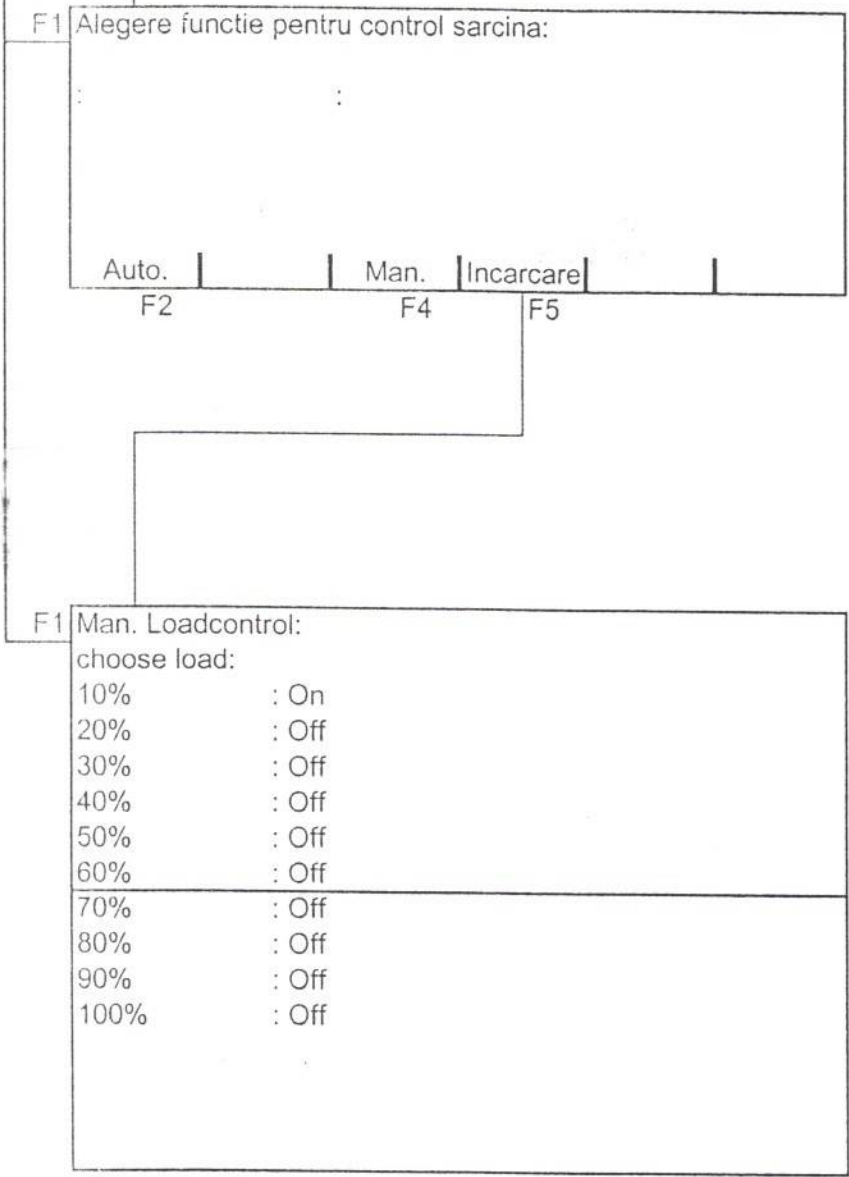 F1 Alegere functie pentru control sarcina:
: :
Auto. Man. Incarcare
F2 F4 F5
F1 Man. Loadcontrol:
choose load:
10% : On
20% : Off
30% : Off
40% : Off
50% : Off
60% : Off
70% : Off
80% : Off
90% : Off
100% : Off